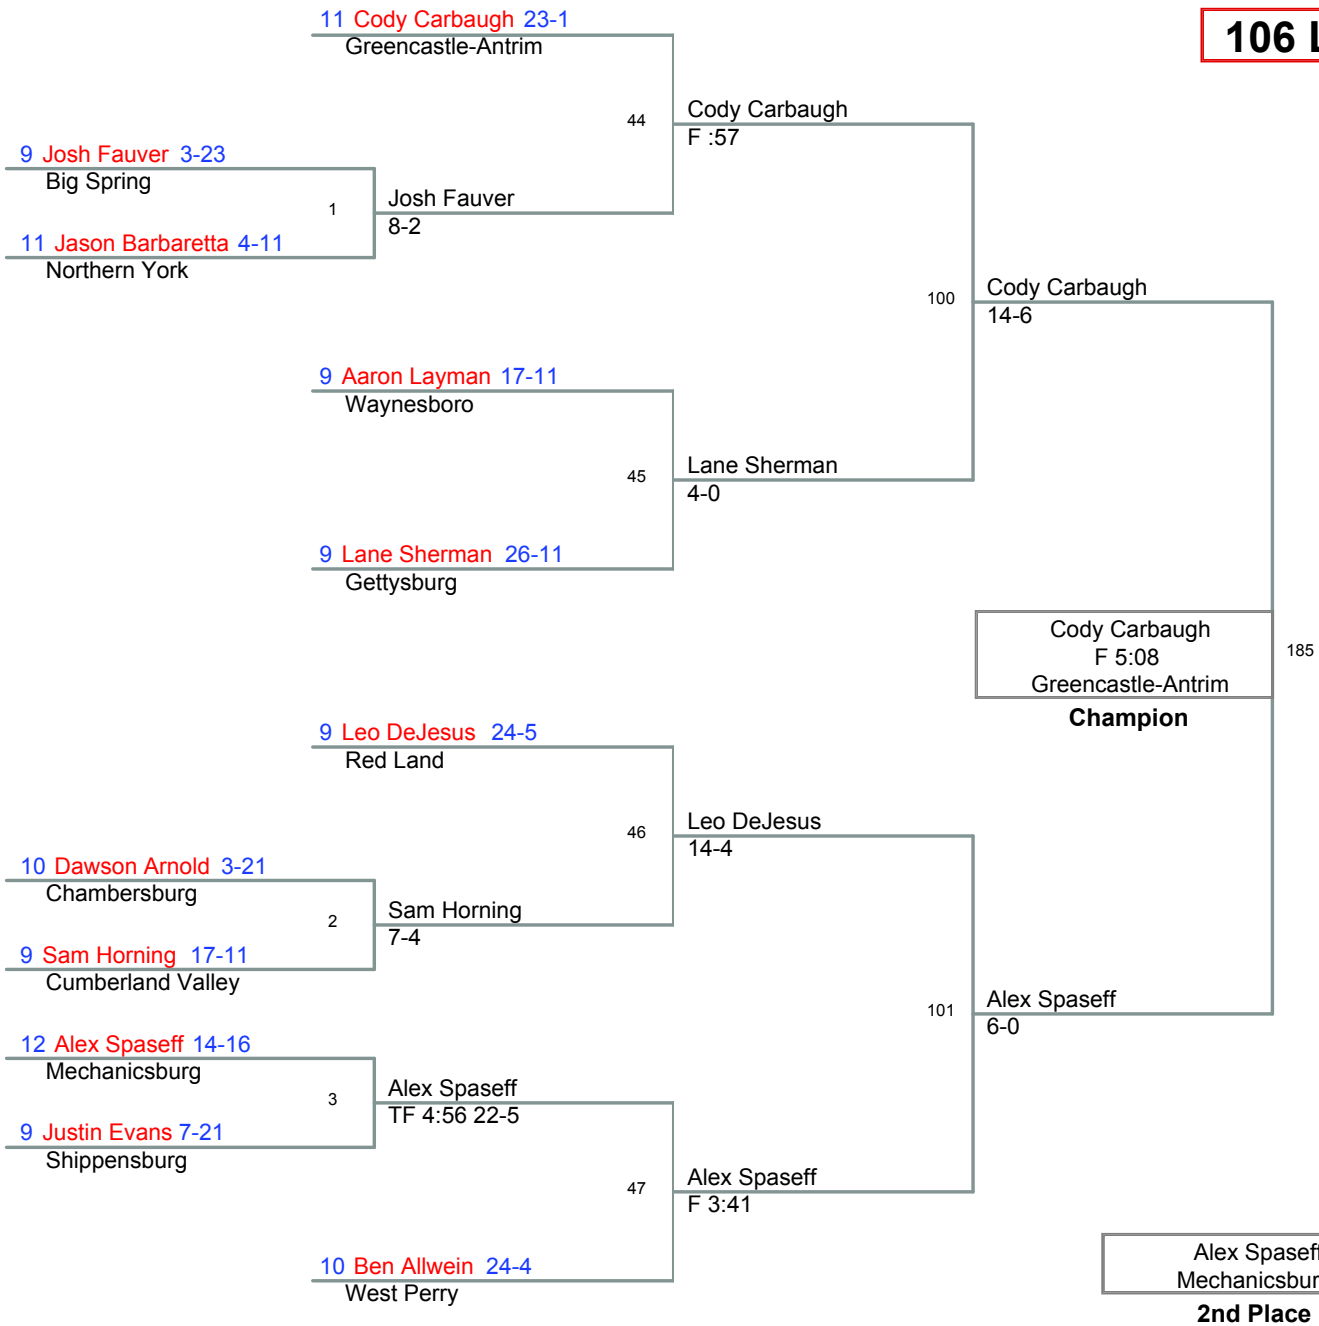 11 Cody Carbaugh 23-1
Greencastle-Antrim
106 L
44
Cody Carbaugh
F :57
9 Josh Fauver 3-23
Big Spring
1
Josh Fauver
8-2
11 Jason Barbaretta 4-11
Northern York
100
Cody Carbaugh
14-6
9 Aaron Layman 17-11
Waynesboro
45
Lane Sherman
4-0
9 Lane Sherman 26-11
Gettysburg
Cody Carbaugh
F 5:08
Greencastle-Antrim
Champion
185
9 Leo DeJesus 24-5
Red Land
46
Leo DeJesus
14-4
10 Dawson Arnold 3-21
Chambersburg
2
Sam Horning
7-4
9 Sam Horning 17-11
Cumberland Valley
101
Alex Spaseff
6-0
12 Alex Spaseff 14-16
Mechanicsburg
3
Alex Spaseff
TF 4:56 22-5
9 Justin Evans 7-21
Shippensburg
47
Alex Spaseff
F 3:41
10 Ben Allwein 24-4
West Perry
Alex Spaseff
Mechanicsbur
2nd Place